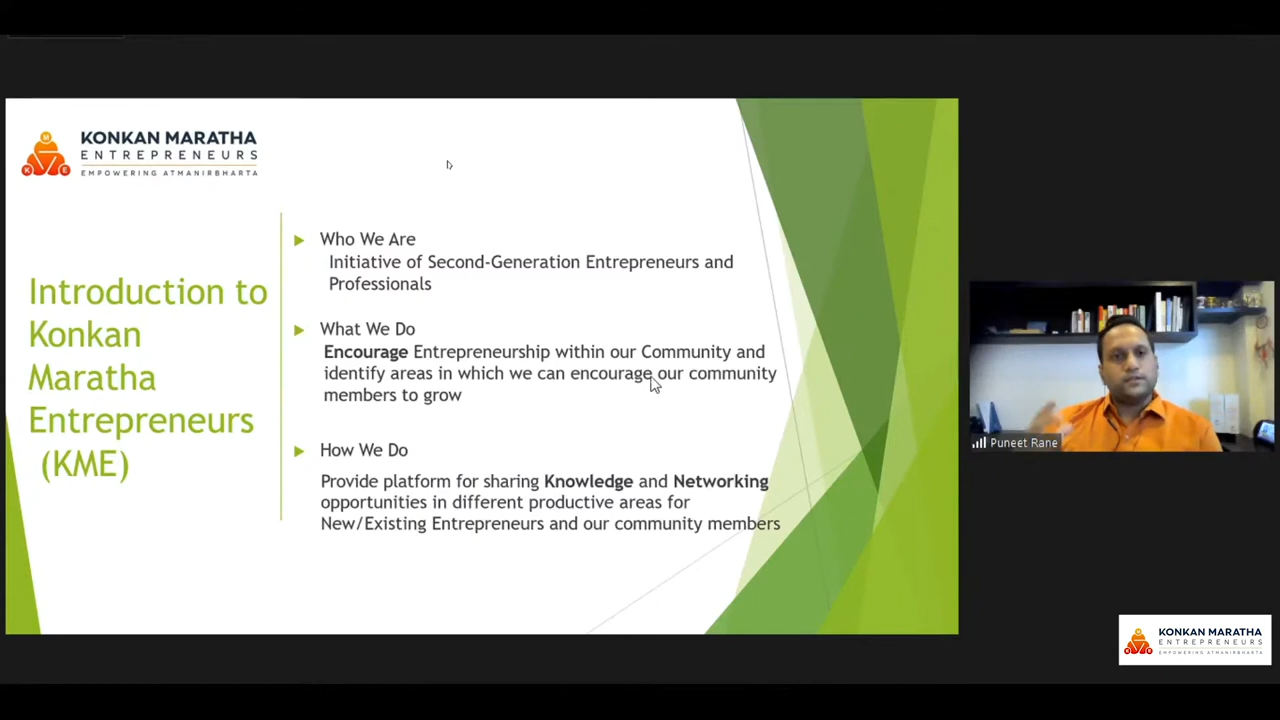 M
K E
KONKAN MARATHA
ENTREPRENEURS
EMPOWERING ATMANIRBHARTA
Introduction to
Konkan
Maratha
Entrepreneurs
(KME)
Who We Are
Initiative of Second-Generation Entrepreneurs and
Professionals
What We Do
Encourage Entrepreneurship within our Community and
identify areas in which we can encourage our community
members to grow
How We Do
Provide platform for sharing Knowledge and Networking
opportunities in different productive areas for
New/Existing Entrepreneurs and our community members
Puneet Rane
KONKAN MARATHA
ENTREPRENEURS
EMPOWERING ATMANIRBHARTA